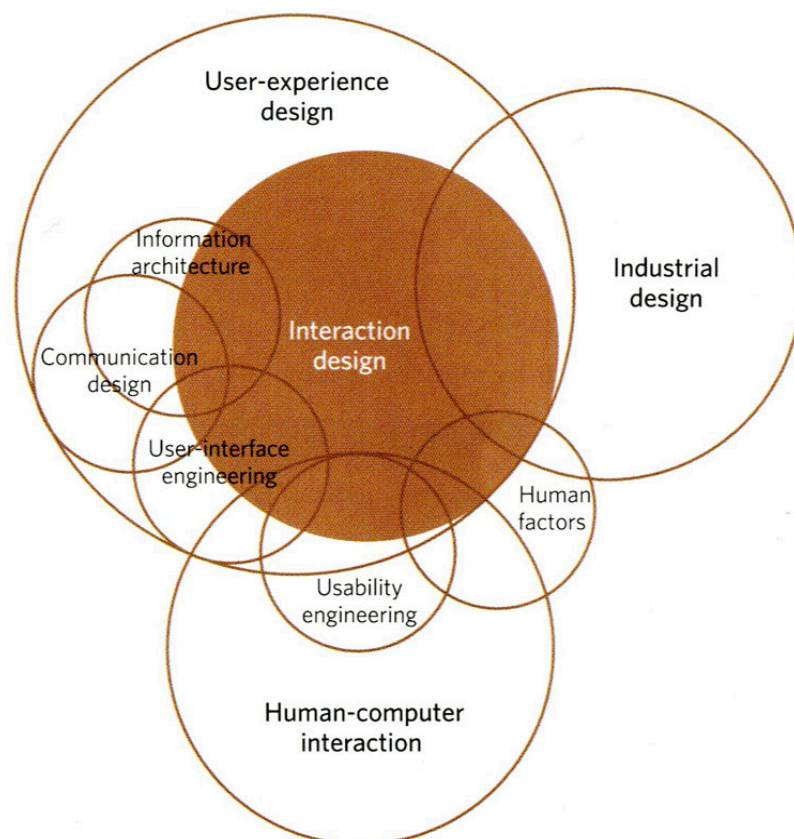 User-experience
design
Information
architecture
Industrial
design
Interaction
design
Communication
design
User-interface
engineering
Human
factors
Usability
engineering
Human-computer
interaction